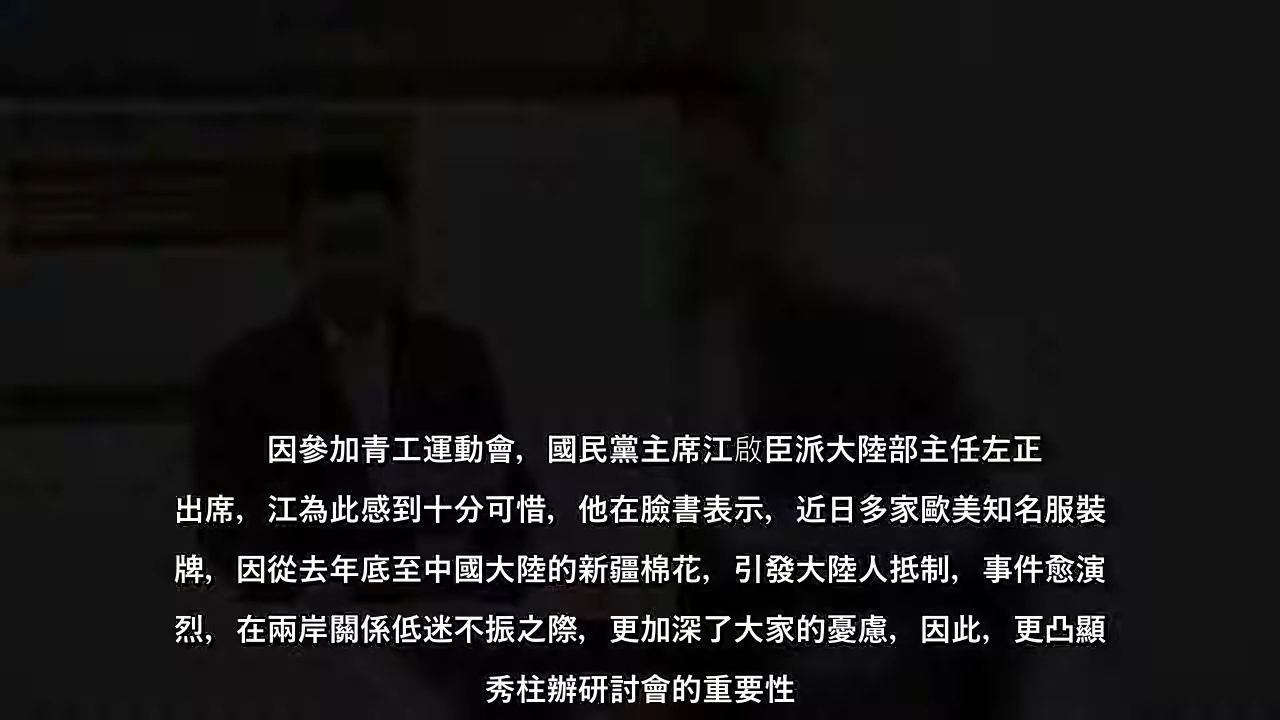 因參加青工運動會，國民黨主席江啟臣派大陸部主任左正
出席，江為此感到十分可惜，他在臉書表示，近日多家歐美知名服裝
牌，因從去年底至中國大陸的新疆棉花，引發大陸人抵制，事件愈演
烈，在兩岸關係低迷不振之際，更加深了大家的憂慮，因此，更凸顯
秀柱辦研討會的重要性